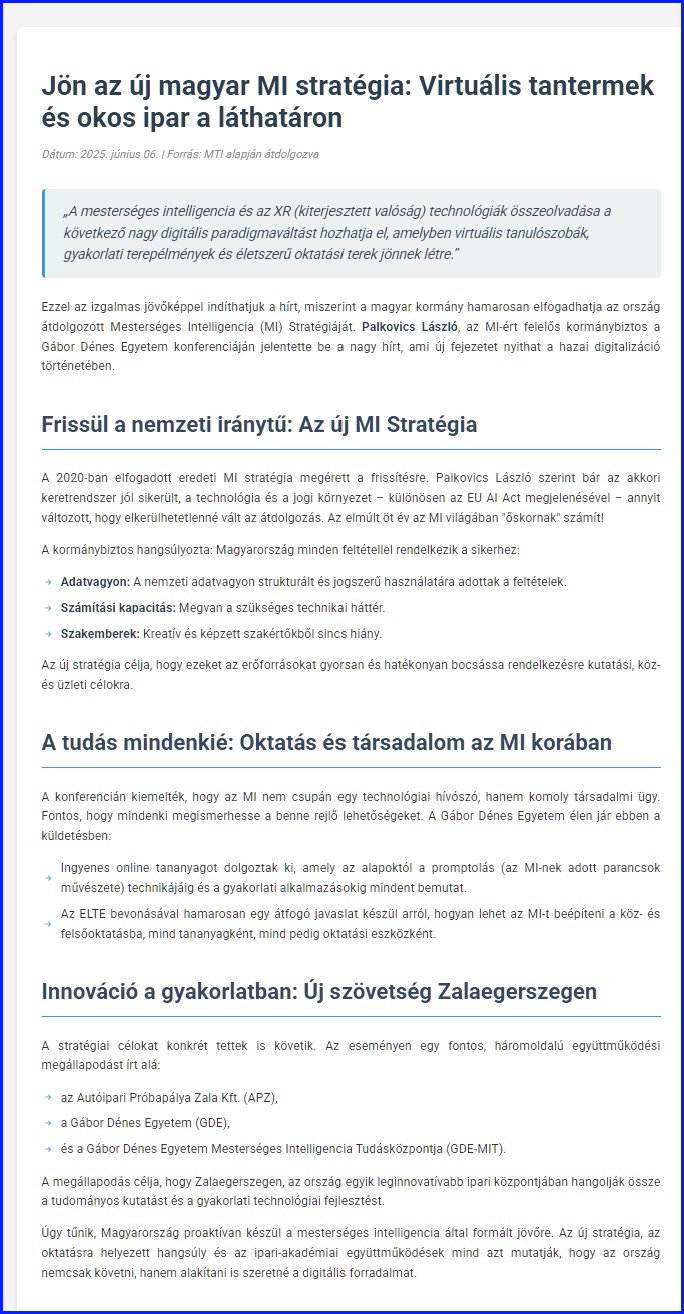 Jön az új magyar MI stratégia: Virtuális tantermek
és okos ipar a láthatáron
Dátum: 2025. június 06. | Forrás: MTI alapján átdolgozva
„A mesterséges intelligencia és az XR (kiterjesztett valóság) technológiák összeolvadása a
következő nagy digitális paradigmaváltást hozhatja el, amelyben virtuális tanulószobák,
gyakorlati terepélmények és életszerű oktatási terek jönnek létre.”
Ezzel az izgalmas jövőképpel indíthatjuk a hírt, miszerint a magyar kormány hamarosan elfogadhatja az ország
átdolgozott Mesterséges Intelligencia (MI) Stratégiáját. Palkovics László, az MI-ért felelős kormánybiztos a
Gábor Dénes Egyetem konferenciáján jelentette be a nagy hírt, ami új fejezetet nyithat a hazai digitalizáció
történetében.
Frissül a nemzeti iránytű: Az új MI Stratégia
A 2020-ban elfogadott eredeti MI stratégia megérett a frissítésre. Palkovics László szerint bár az akkori
keretrendszer jól sikerült, a technológia és a jogi környezet – különösen az EU AI Act megjelenésével – annyit
változott, hogy elkerülhetetlenné vált az átdolgozás. Az elmúlt öt év az MI világában "őskornak" számít!
A kormánybiztos hangsúlyozta: Magyarország minden feltétellel rendelkezik a sikerhez:
→ Adatvagyon: A nemzeti adatvagyon strukturált és jogszerű használatára adottak a feltételek.
→ Számítási kapacitás: Megvan a szükséges technikai háttér.
→ Szakemberek: Kreatív és képzett szakértőkből sincs hiány.
Az új stratégia célja, hogy ezeket az erőforrásokat gyorsan és hatékonyan bocsássa rendelkezésre kutatási, köz-
és üzleti célokra.
A tudás mindenkié: Oktatás és társadalom az MI korában
A konferencián kiemelték, hogy az MI nem csupán egy technológiai hívószó, hanem komoly társadalmi ügy.
Fontos, hogy mindenki megismerhesse a benne rejlő lehetőségeket. A Gábor Dénes Egyetem élen jár ebben a
küldetésben:
→ Ingyenes online tananyagot dolgoztak ki, amely az alapoktól a promptolás (az MI-nek adott parancsok
művészete) technikájáig és a gyakorlati alkalmazásokig mindent bemutat.
→ Az ELTE bevonásával hamarosan egy átfogó javaslat készül arról, hogyan lehet az MI-t beépíteni a köz- és
felsőoktatásba, mind tananyagként, mind pedig oktatási eszközként.
Innováció a gyakorlatban: Új szövetség Zalaegerszegen
A stratégiai célokat konkrét tettek is követik. Az eseményen egy fontos, háromoldalú együttműködési
megállapodást írt alá:
→ az Autóipari Próbapálya Zala Kft. (APZ),
→ a Gábor Dénes Egyetem (GDE),
→ és a Gábor Dénes Egyetem Mesterséges Intelligencia Tudásközpontja (GDE-MIT).
A megállapodás célja, hogy Zalaegerszegen, az ország egyik leginnovatívabb ipari központjában hangolják össze
a tudományos kutatást és a gyakorlati technológiai fejlesztést.
Úgy tűnik, Magyarország proaktívan készül a mesterséges intelligencia által formált jövőre. Az új stratégia, az
oktatásra helyezett hangsúly és az ipari-akadémiai együttműködések mind azt mutatják, hogy az ország
nemcsak követni, hanem alakítani is szeretné a digitális forradalmat.